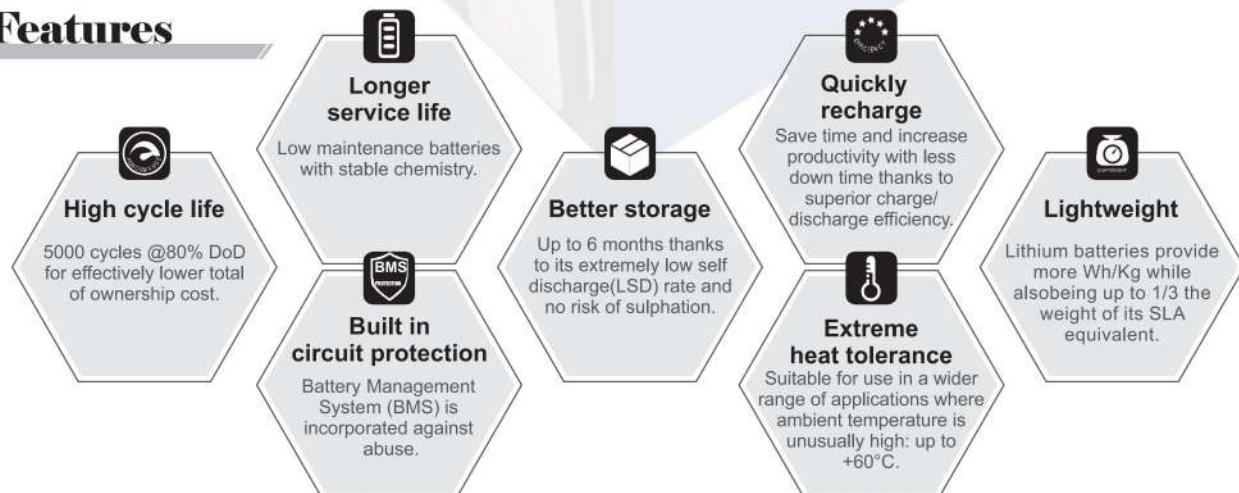 Features
High cycle life
5000 cycles @80% DoD
for effectively lower total
of ownership cost.
Longer
service life
Low maintenance batteries
with stable chemistry.
BMS
PROTECTION
Built in
circuit protection
Battery Management
System (BMS) is
incorporated against
abuse.
Better storage
Up to 6 months thanks
to its extremely low self
discharge(LSD) rate and
no risk of sulphation.
EFFICIENCY
Quickly
recharge
Save time and increase
productivity with less
down time thanks to
superior charge/
discharge efficiency.
Extreme
heat tolerance
Suitable for use in a wider
range of applications where
ambient temperature is
unusually high: up to
+60°C.
Lightweight
Lithium batteries provide
more Wh/Kg while
alsobeing up to 1/3 the
weight of its SLA
equivalent.